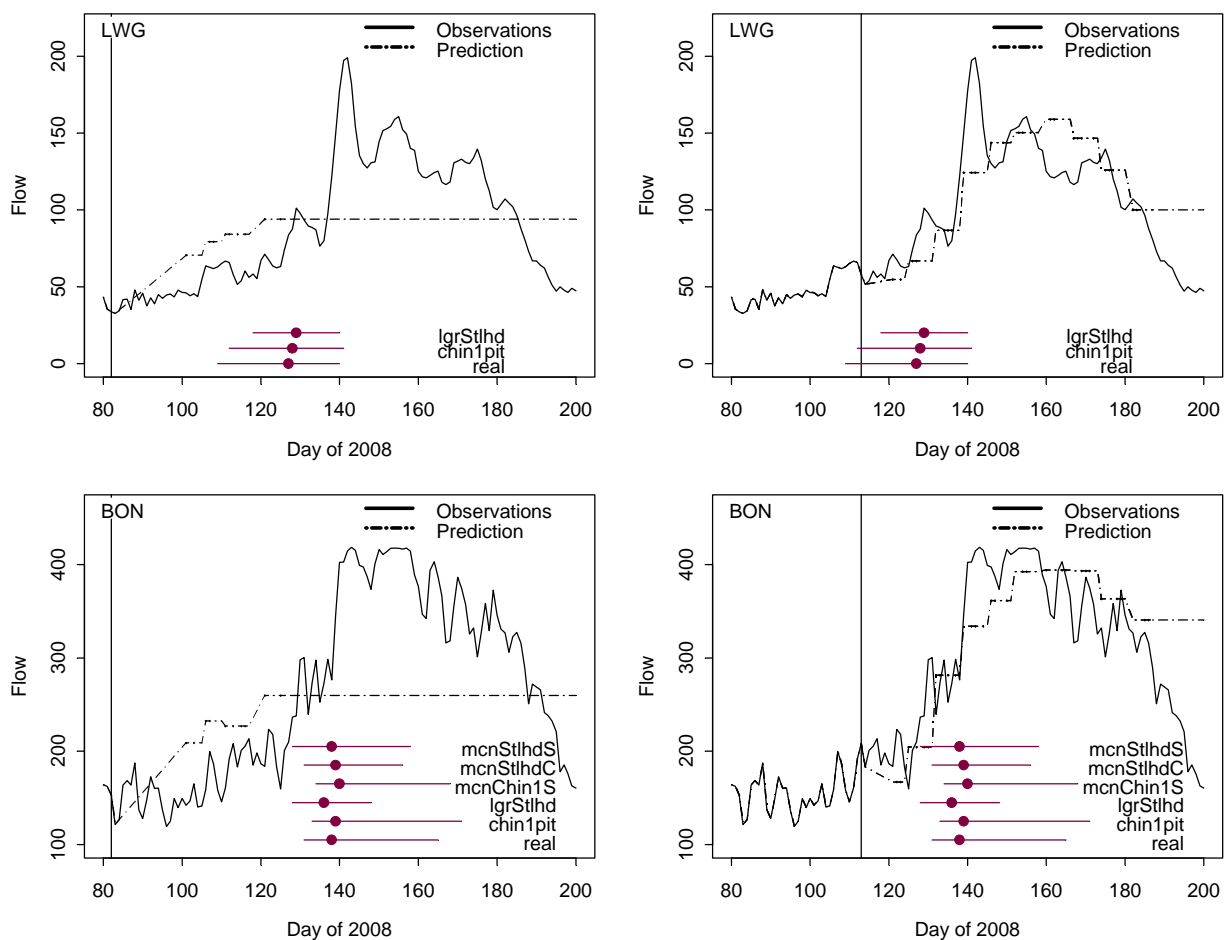 LWG
Observations
Prediction
Flow
200
150
100
50
0
lgrStlhd
chin1pit
real
80 100 120 140 160 180 200
Day of 2008
LWG
Observations
Prediction
Flow
200
150
100
50
0
lgrStlhd
chin1pit
real
80 100 120 140 160 180 200
Day of 2008
BON
Observations
Prediction
Flow
400
300
200
100
mcnStlhdS
mcnStlhdC
mcnChin1S
lgrStlhd
chin1pit
real
80 100 120 140 160 180 200
Day of 2008
BON
Observations
Prediction
Flow
400
300
200
100
mcnStlhdS
mcnStlhdC
mcnChin1S
lgrStlhd
chin1pit
real
80 100 120 140 160 180 200
Day of 2008